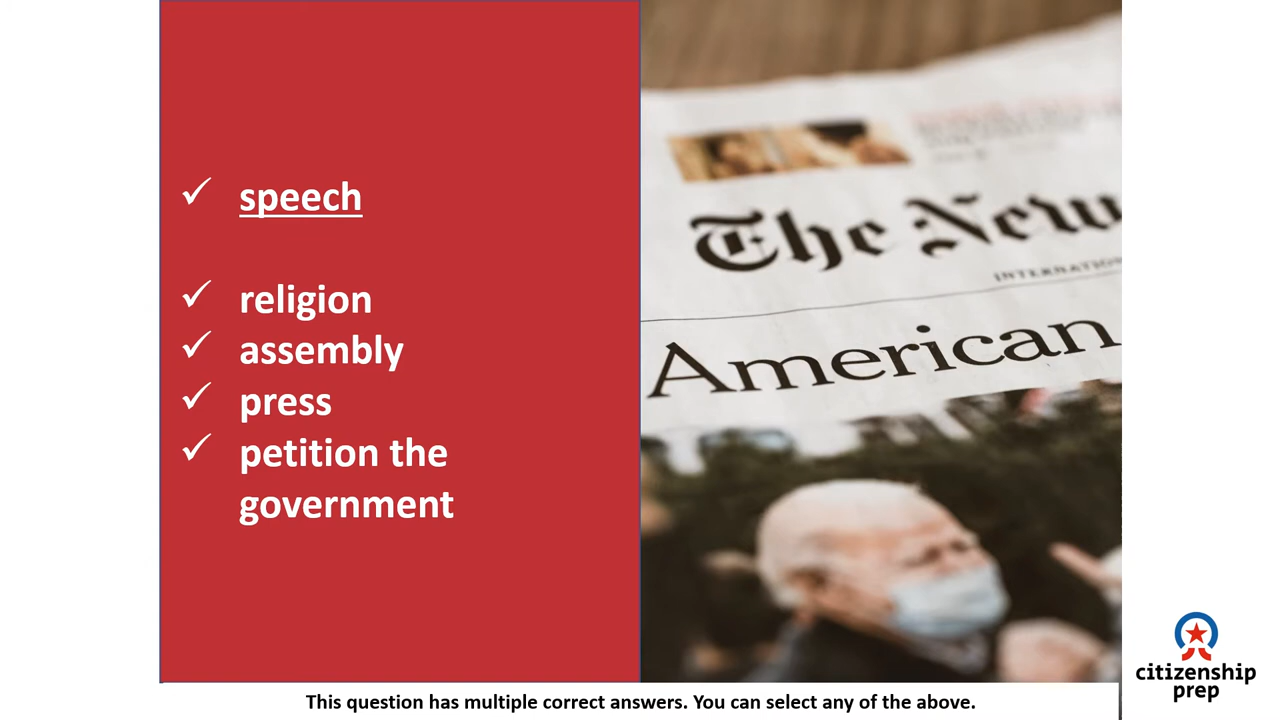 ✓ speech
✓ religion
✓ assembly
✓ press
✓ petition the
government
The New
INTERNATION
American
This question has multiple correct answers. You can select any of the above.
citizenship
prep